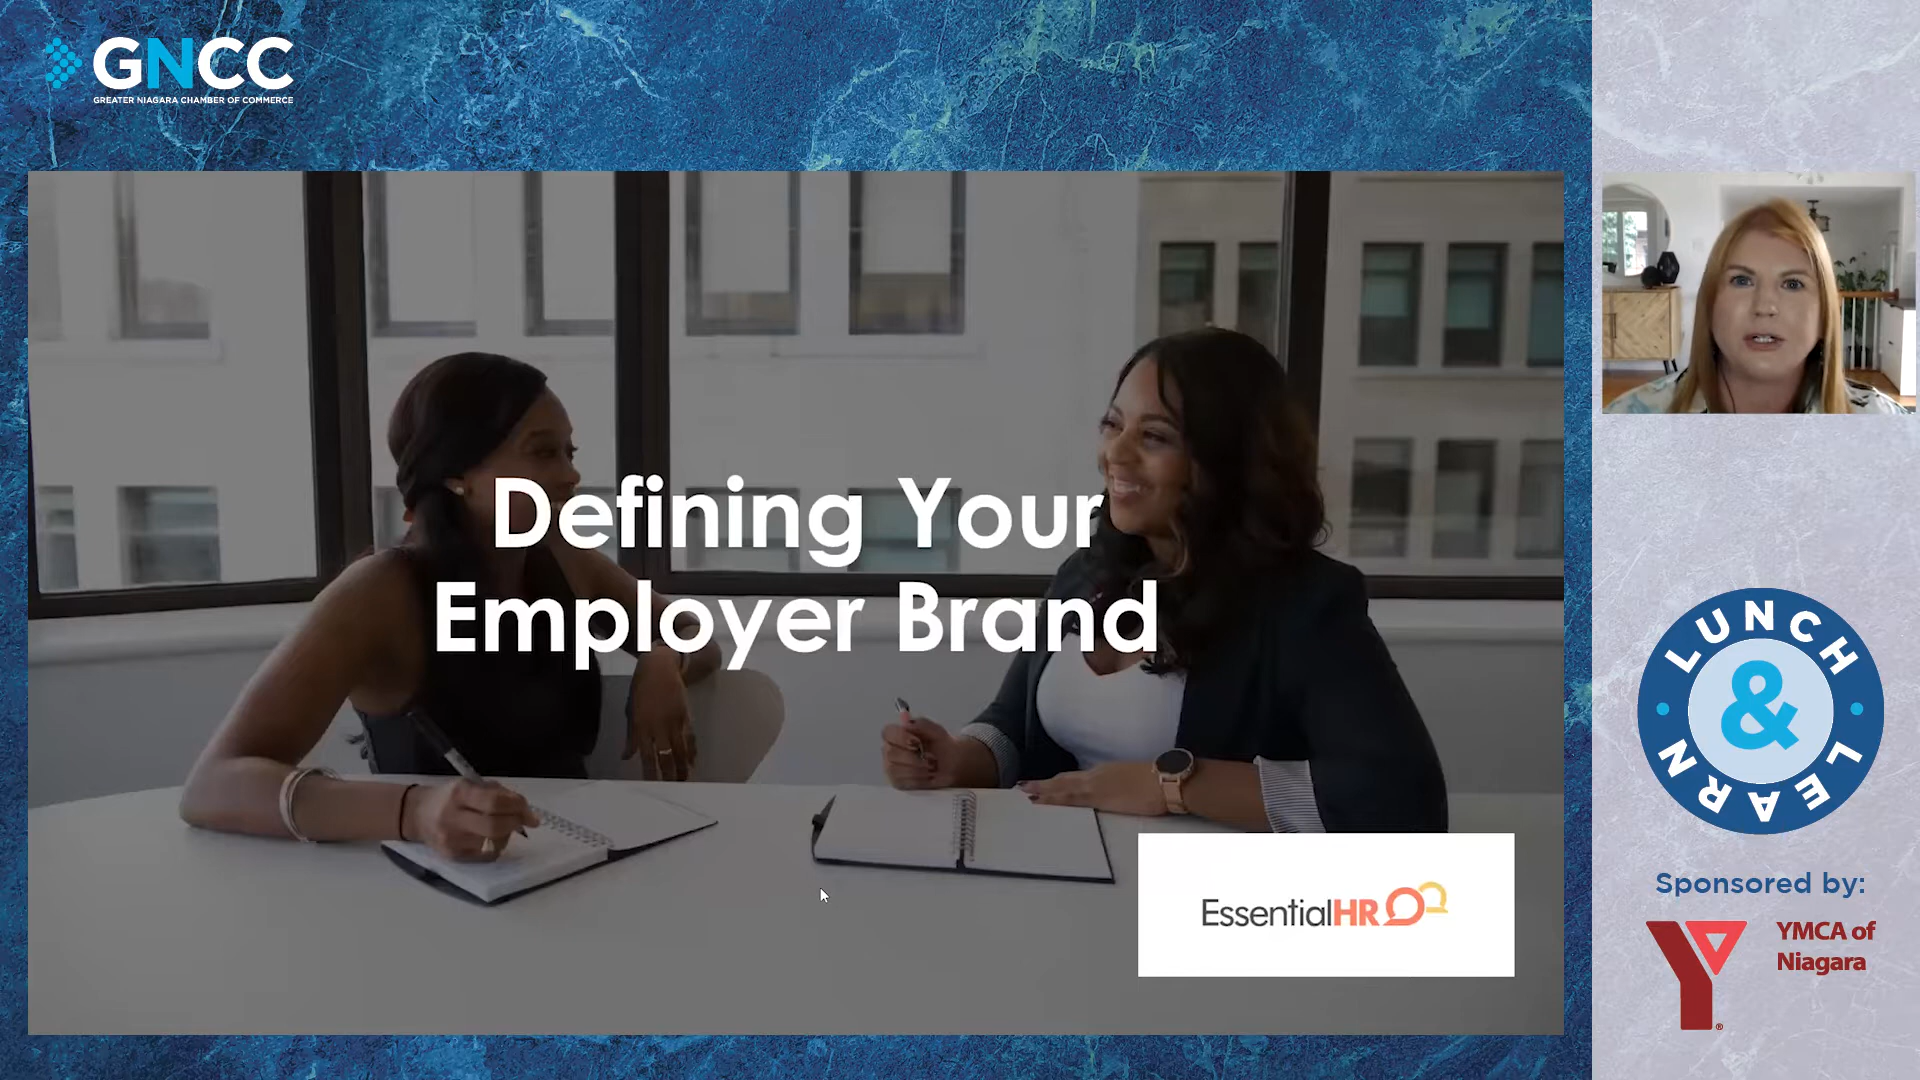 GNCC
GREATER NIAGARA CHAMBER OF COMMERCE
Defining Your
Employer Brand
EssentialHR
LUNCH
&
LEARN
Sponsored by:
YMCA of
Niagara